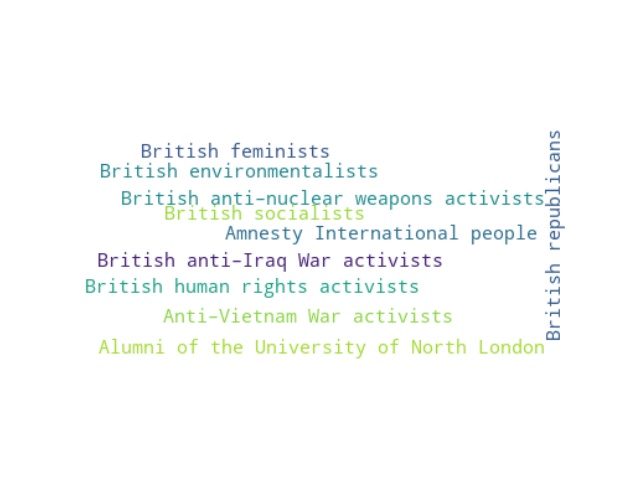 British feminists
British environmentalists
British anti-nuclear weapons activists
British socialists
Amnesty International people
British anti-Iraq War activists
British human rights activists
Anti-Vietnam War activists
Alumni of the University of North London
British republicans